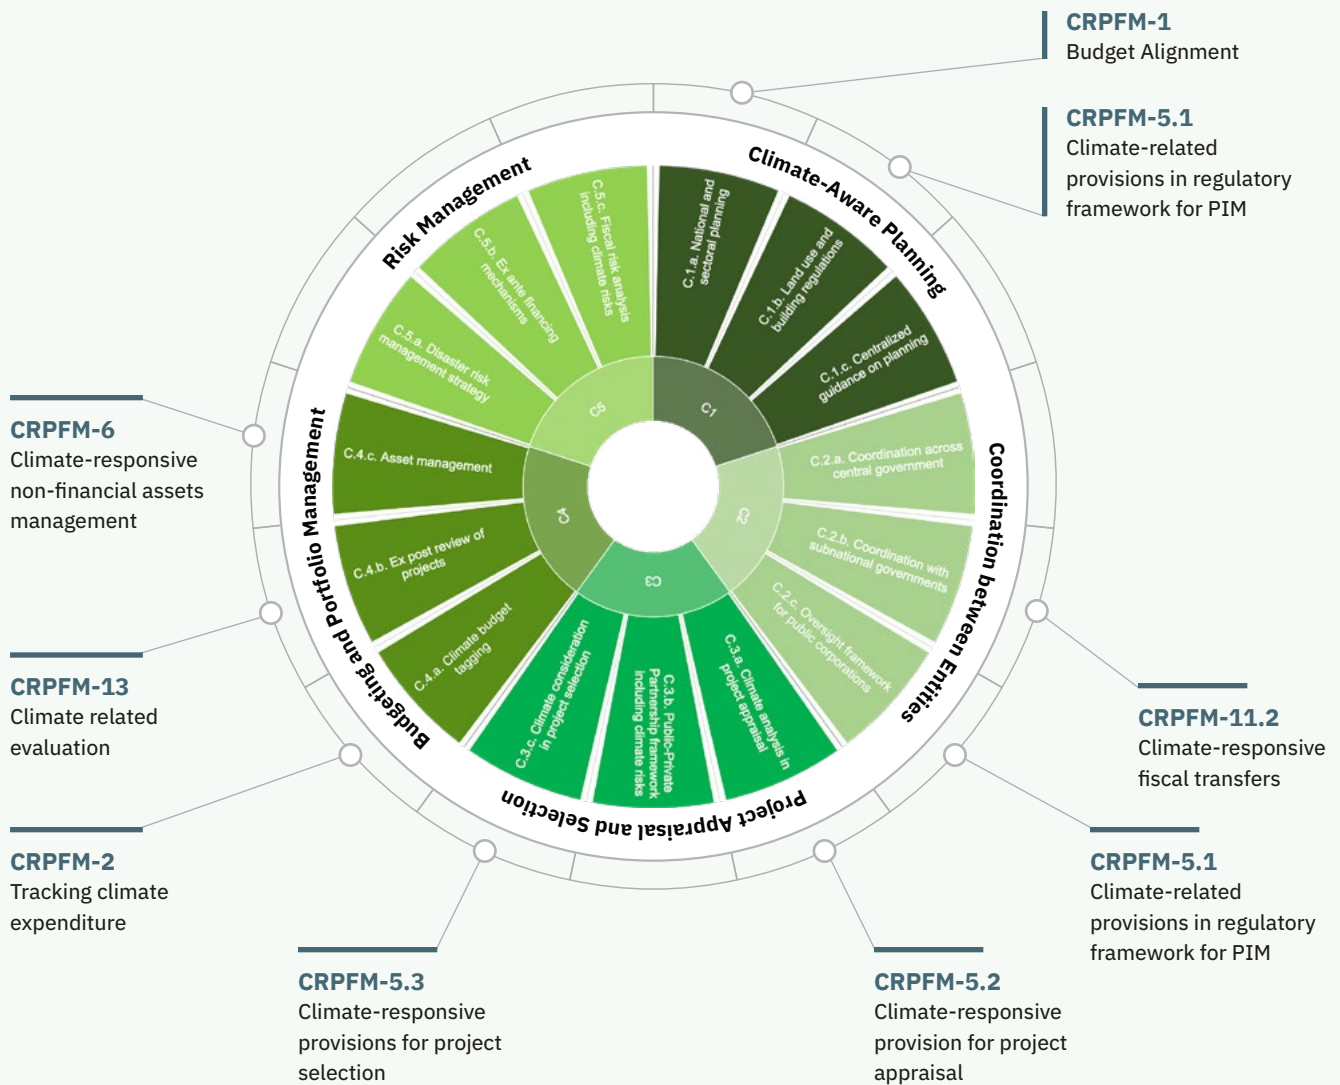 CRPFM-1
Budget Alignment
CRPFM-5.1
Climate-related
provisions in regulatory
framework for PIM
Climate-Aware Planning
C.1.a. National and
sectoral planning
C.1.b. Land use and
building regulations
C.1.c. Centralized
guidance on planning
C1
Coordination between Entities
C.2.a. Coordination across
central government
C.2.b. Coordination with
subnational governments
C.2.c. Oversight framework
for public corporations
C2
Project Appraisal and Selection
C.3.a. Climate analysis in
project appraisal
C.3.b. Public-Private
Partnership framework
including climate risks
C.3.c. Climate consideration
in project selection
C3
Budgeting and Portfolio Management
C.4.a. Climate budget
tagging
C.4.b. Ex post review of
projects
C.4.c. Asset management
C4
Risk Management
C.5.a. Disaster risk
management strategy
C.5.b. Ex ante financing
mechanisms
C.5.c. Fiscal risk analysis
including climate risks
C5
CRPFM-11.2
Climate-responsive
fiscal transfers
CRPFM-5.1
Climate-related
provisions in regulatory
framework for PIM
CRPFM-5.2
Climate-responsive
provision for project
appraisal
CRPFM-5.3
Climate-responsive
provisions for project
selection
CRPFM-2
Tracking climate
expenditure
CRPFM-13
Climate related
evaluation
CRPFM-6
Climate-responsive
non-financial assets
management